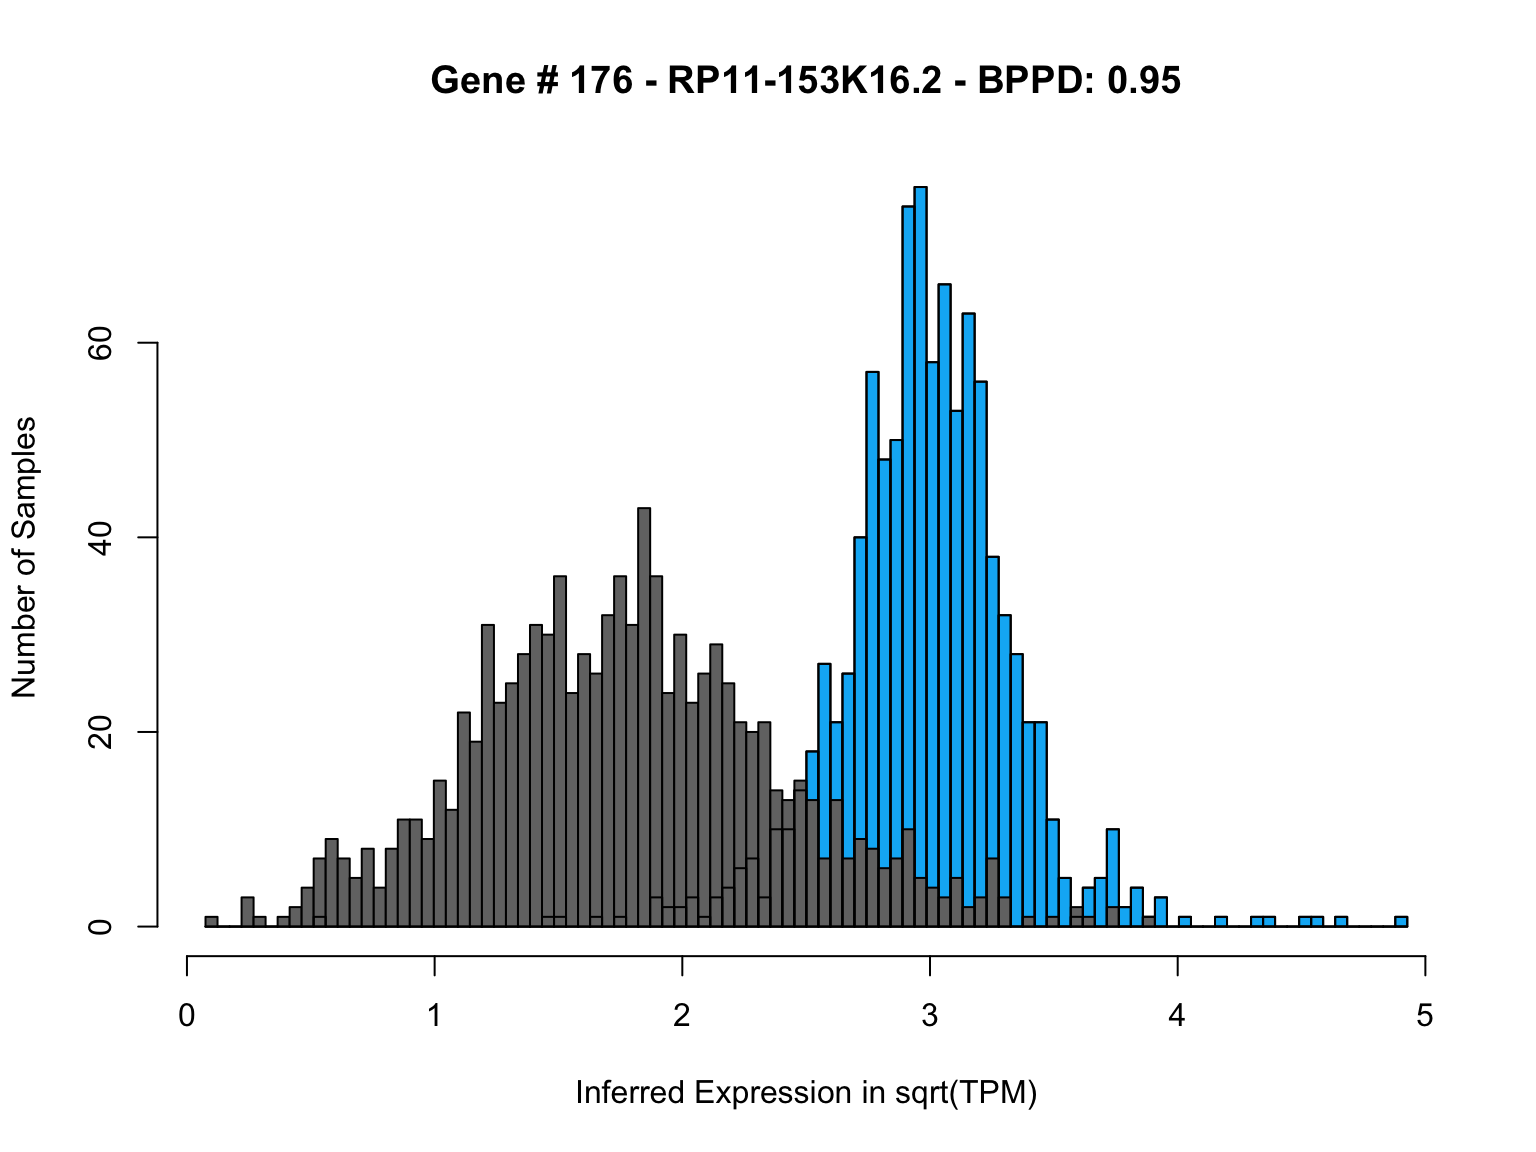 Gene # 176 - RP11-153K16.2 - BPPD: 0.95
Number of Samples
60
40
20
0
0 1 2 3 4 5
Inferred Expression in sqrt(TPM)